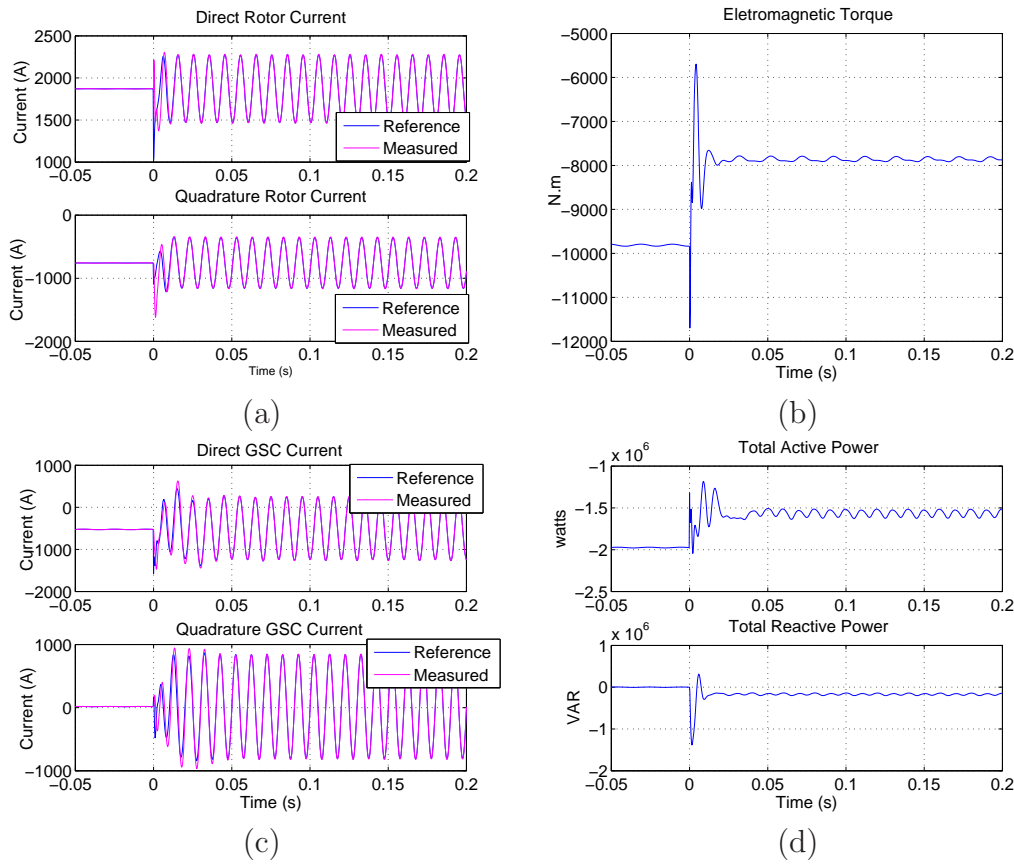 Direct Rotor Current
2500
2000
1500
1000
Current (A)
Reference
Measured
−0.05 0 0.05 0.1 0.15 0.2
Quadrature Rotor Current
0
−1000
−2000
Current (A)
Reference
Measured
−0.05 0 0.05 0.1 0.15 0.2
Time (s)
(a)
Eletromagnetic Torque
−5000
−6000
−7000
−8000
−9000
−10000
−11000
−12000
N.m
−0.05 0 0.05 0.1 0.15 0.2
Time (s)
(b)
Direct GSC Current
1000
0
−1000
−2000
Current (A)
Reference
Measured
−0.05 0 0.05 0.1 0.15 0.2
Quadrature GSC Current
1000
0
−1000
Current (A)
Reference
Measured
−0.05 0 0.05 0.1 0.15 0.2
Time (s)
(c)
Total Active Power
x 10^6
−1
−1.5
−2
−2.5
watts
−0.05 0 0.05 0.1 0.15 0.2
Total Reactive Power
x 10^6
1
0
−1
−2
VAR
−0.05 0 0.05 0.1 0.15 0.2
Time (s)
(d)